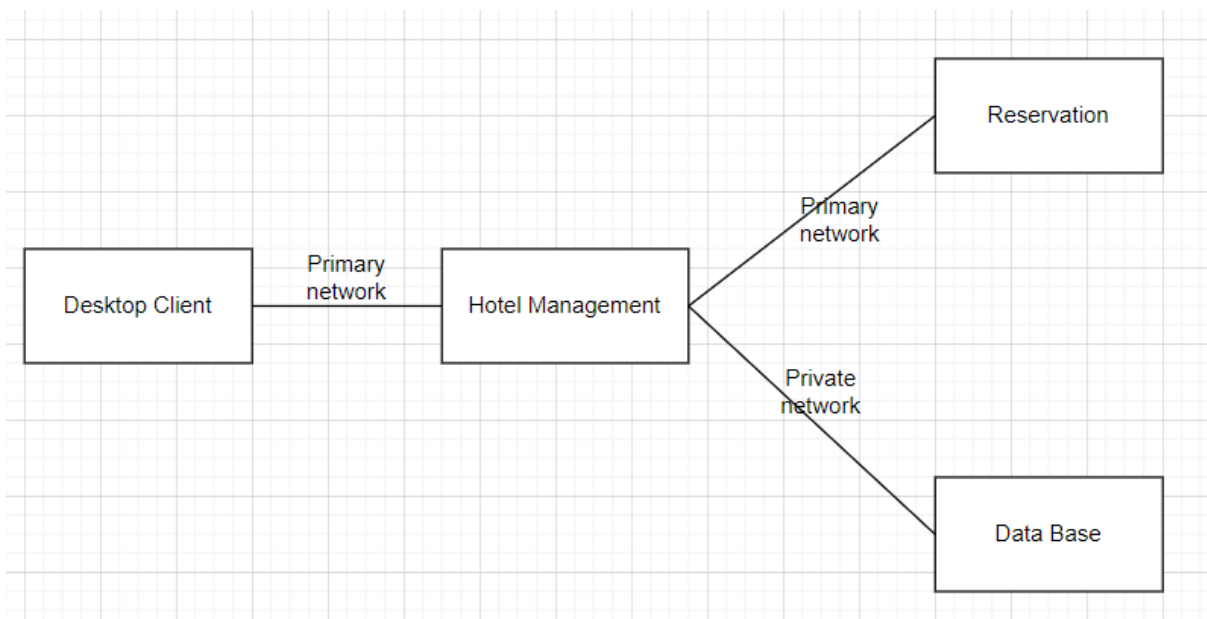 Reservation
Primary
network
Primary
network
Desktop Client
Hotel Management
Private
network
Data Base